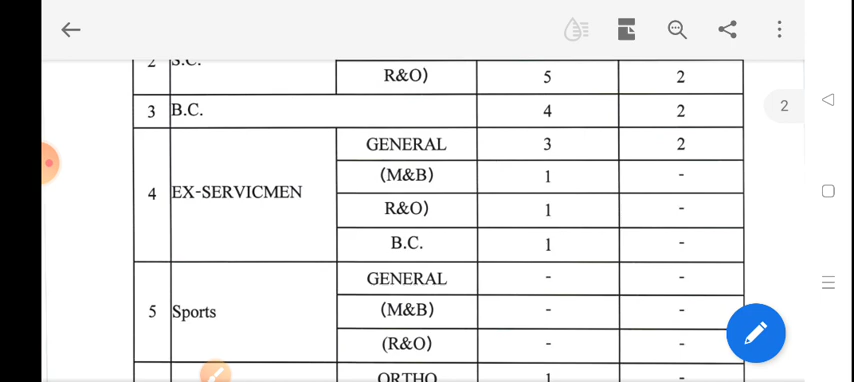 2 S.C.
R&O) 5 2
3 B.C. 4 2
GENERAL 3 2
(M&B) 1 -
4 EX-SERVICMEN R&O) 1 -
B.C. 1 -
GENERAL - -
5 Sports (M&B) - -
(R&O) - -
ORTHO 1 -
2